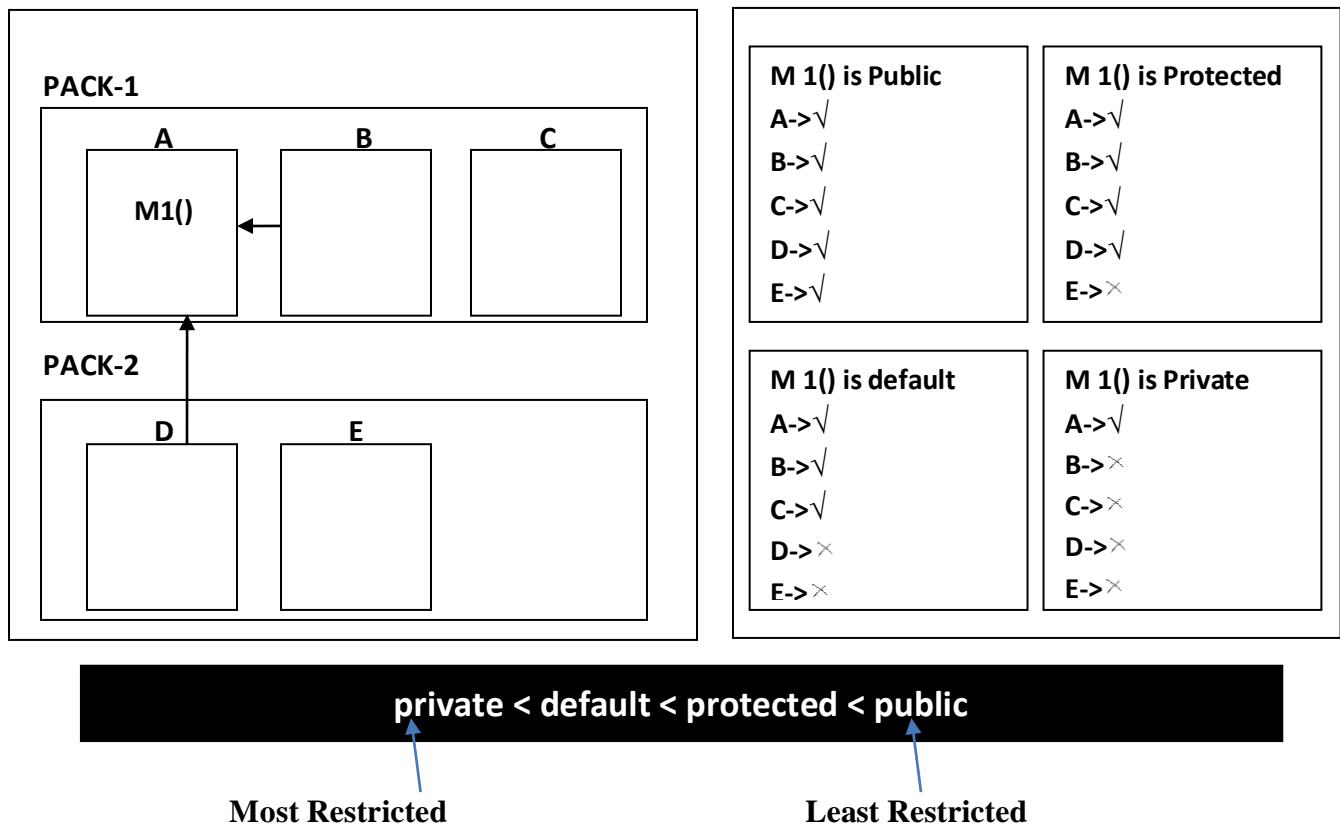 PACK-1
A B C
M1()
PACK-2
D E
M 1() is Public
A->√
B->√
C->√
D->√
E->√
M 1() is Protected
A->√
B->√
C->√
D->√
E->×
M 1() is default
A->√
B->√
C->√
D->×
E->×
M 1() is Private
A->√
B->×
C->×
D->×
E->×
private < default < protected < public
Most Restricted Least Restricted